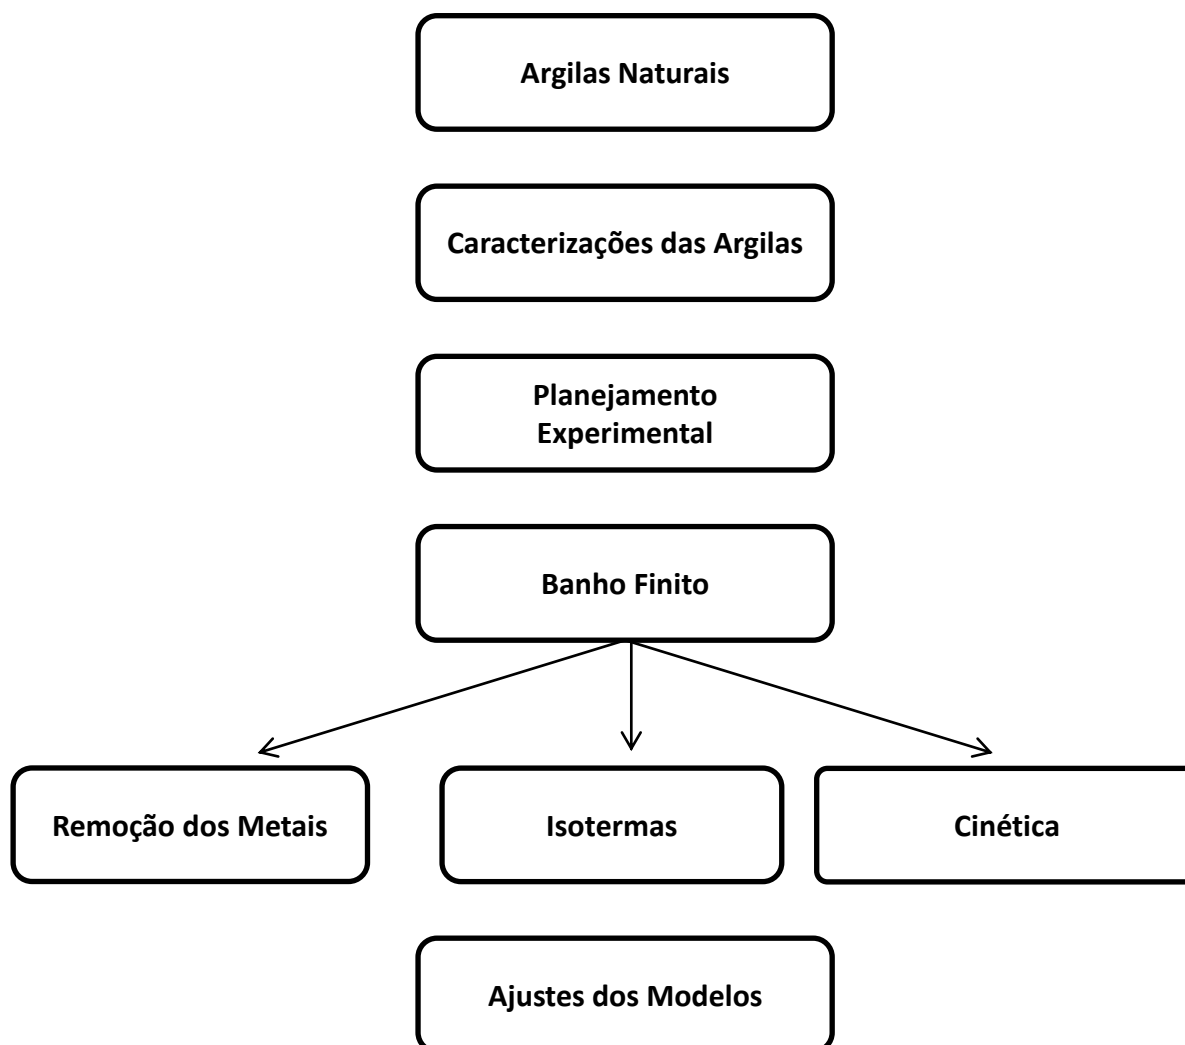 Argilas Naturais
Caracterizações das Argilas
Planejamento
Experimental
Banho Finito
Remoção dos Metais
Isotermas
Cinética
Ajustes dos Modelos